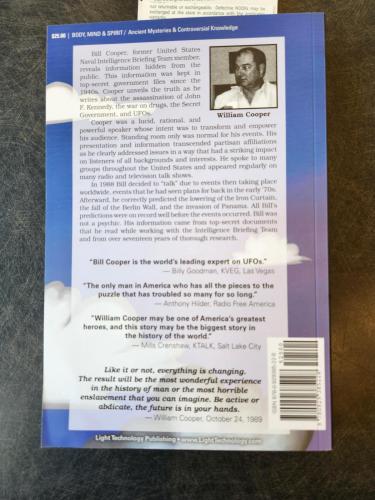 not returnable or exchangeable. Defective NOOKs may be
$25.00 | BODY, MIND & SPIRIT / Ancient Mysteries & Controversial Knowledge
Bill Cooper, former United States
Naval Intelligence Briefing Team member,
reveals information hidden from the
public. This information was kept in
top-secret government files since the
1940s. Cooper unveils the truth as he
writes about the assassination of John
F. Kennedy, the war on drugs, the Secret
Government, and UFOs.
William Cooper
Cooper was a lucid, rational, and
powerful speaker whose intent was to transform and empower
his audience. Standing room only was normal for his events. His
presentation and information transcended partisan affiliations
as he clearly addressed issues in a way that had a striking impact
on listeners of all backgrounds and interests. He spoke to many
groups throughout the United States and appeared regularly on
many radio and television talk shows.
In 1988 Bill decided to "talk" due to events then taking place
worldwide, events that he had seen plans for back in the early '70s.
Afterward, he correctly predicted the lowering of the Iron Curtain,
the fall of the Berlin Wall, and the invasion of Panama. All Bill's
predictions were on record well before the events occurred. Bill was
not a psychic. His information came from top-secret documents
that he read while working with the Intelligence Briefing Team
and from over seventeen years of thorough research.
"Bill Cooper is the world's leading expert on UFOs."
— Billy Goodman, KVEG, Las Vegas
"The only man in America who has all the pieces to the
puzzle that has troubled so many for so long."
— Anthony Hilder, Radio Free America
"William Cooper may be one of America's greatest
heroes, and this story may be the biggest story in
the history of the world."
— Mills Crenshaw, KTALK, Salt Lake City
Like it or not, everything is changing.
The result will be the most wonderful experience
in the history of man or the most horrible
enslavement that you can imagine. Be active or
abdicate, the future is in your hands.
— William Cooper, October 24, 1989
Light Technology Publishing • www.LightTechnology.com